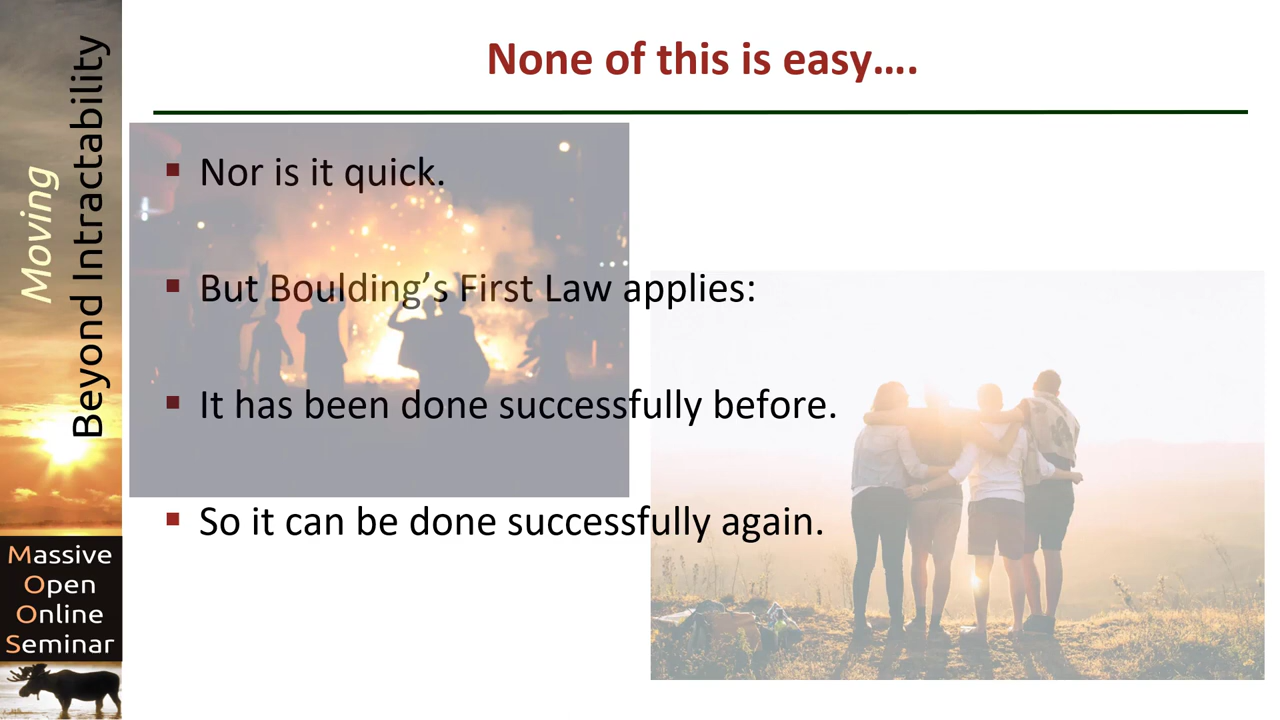 None of this is easy....
Nor is it quick.
But Boulding's First Law applies:
It has been done successfully before.
So it can be done successfully again.
Moving
Beyond Intractability
Massive
Open
Online
Seminar